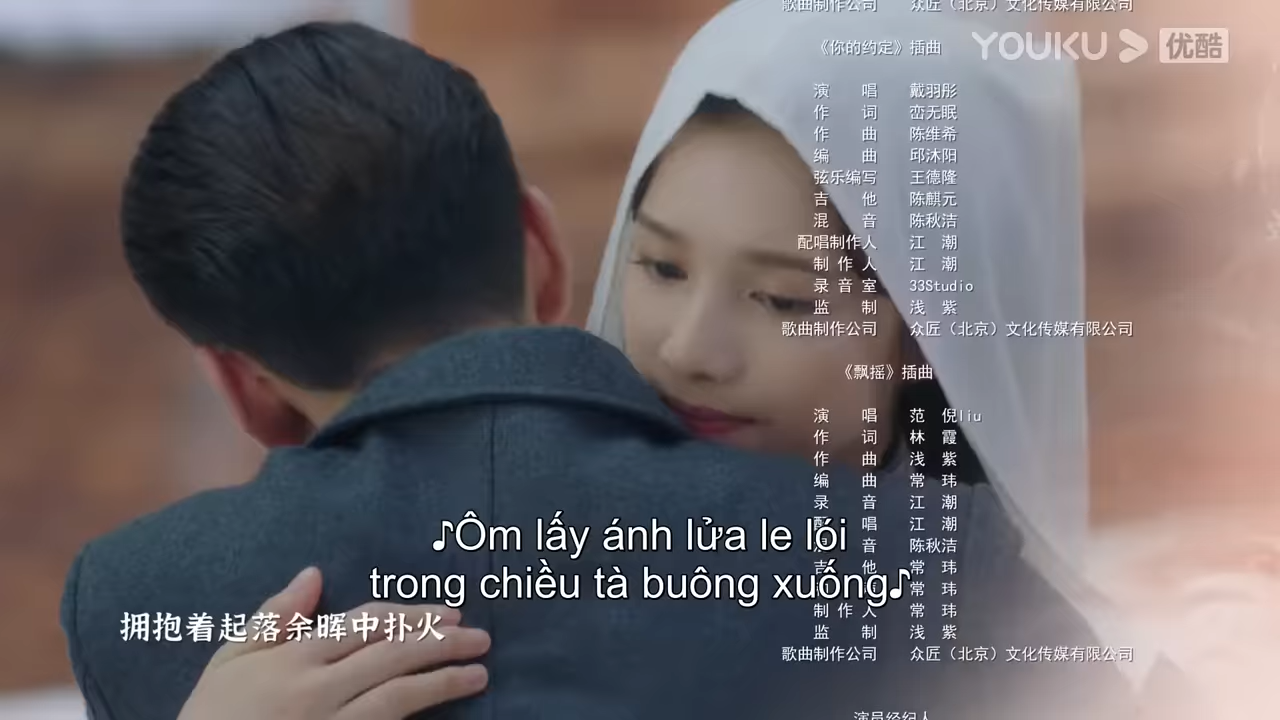 歌曲制作公司 众匠（北京）文化传媒有限公司
YOUKU 优酷
《你的约定》插曲
演 唱 戴羽彤
作 词 峦无眠
作 曲 陈维希
编 曲 邱沐阳
弦乐编写 王德隆
吉 他 陈麒元
混 音 陈秋洁
配唱制作人 江 潮
制 作 人 江 潮
录 音 室 33Studio
监 制 浅 紫
歌曲制作公司 众匠（北京）文化传媒有限公司
《飘摇》插曲
演 唱 范 倪liu
作 词 林 霞
作 曲 浅 紫
编 曲 常 玮
录 音 江 潮
唱 江 潮
音 陈秋洁
他 常 玮
常 玮
制 作 人 常 玮
监 制 浅 紫
歌曲制作公司 众匠（北京）文化传媒有限公司
演员经纪人
♪Ôm lấy ánh lửa le lói
trong chiều tà buông xuống♪
拥抱着起落余晖中扑火